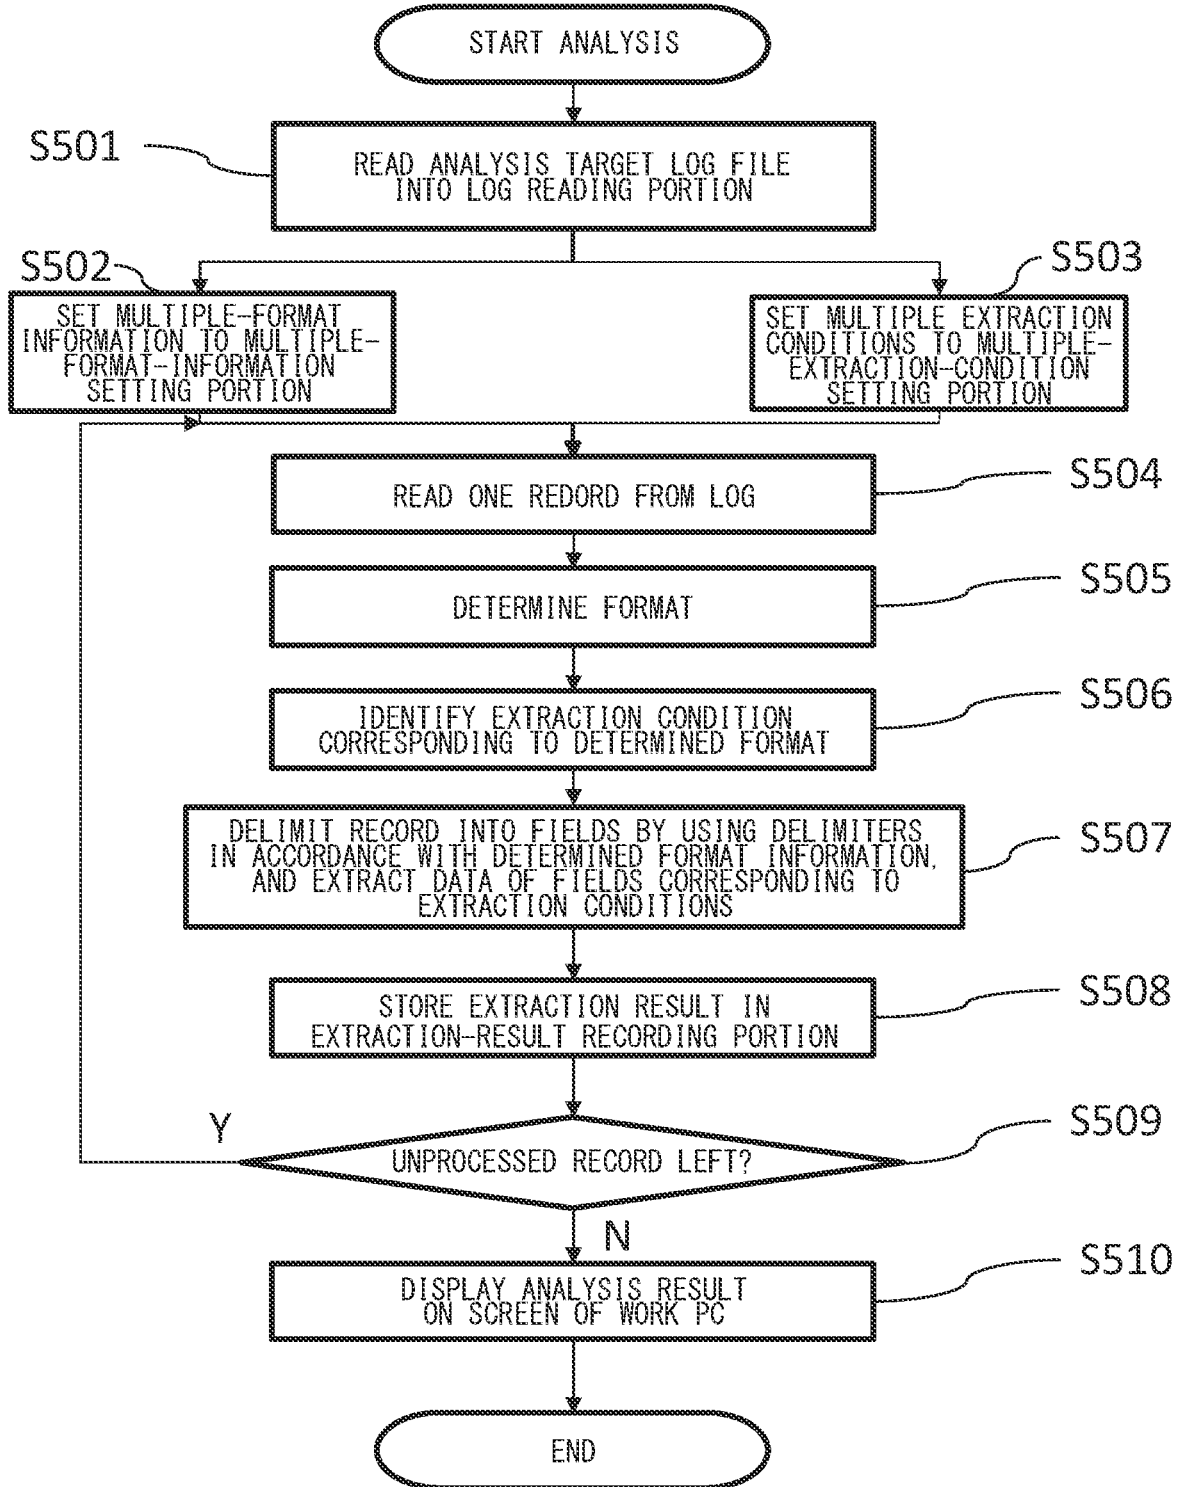 START ANALYSIS
S501
READ ANALYSIS TARGET LOG FILE
INTO LOG READING PORTION
S502
SET MULTIPLE-FORMAT
INFORMATION TO MULTIPLE-
FORMAT-INFORMATION
SETTING PORTION
S503
SET MULTIPLE EXTRACTION
CONDITIONS TO MULTIPLE-
EXTRACTION-CONDITION
SETTING PORTION
READ ONE REDORD FROM LOG
S504
DETERMINE FORMAT
S505
IDENTIFY EXTRACTION CONDITION
CORRESPONDING TO DETERMINED FORMAT
S506
DELIMIT RECORD INTO FIELDS BY USING DELIMITERS
IN ACCORDANCE WITH DETERMINED FORMAT INFORMATION,
AND EXTRACT DATA OF FIELDS CORRESPONDING TO
EXTRACTION CONDITIONS
S507
STORE EXTRACTION RESULT IN
EXTRACTION-RESULT RECORDING PORTION
S508
Y
UNPROCESSED RECORD LEFT?
S509
N
DISPLAY ANALYSIS RESULT
ON SCREEN OF WORK PC
S510
END